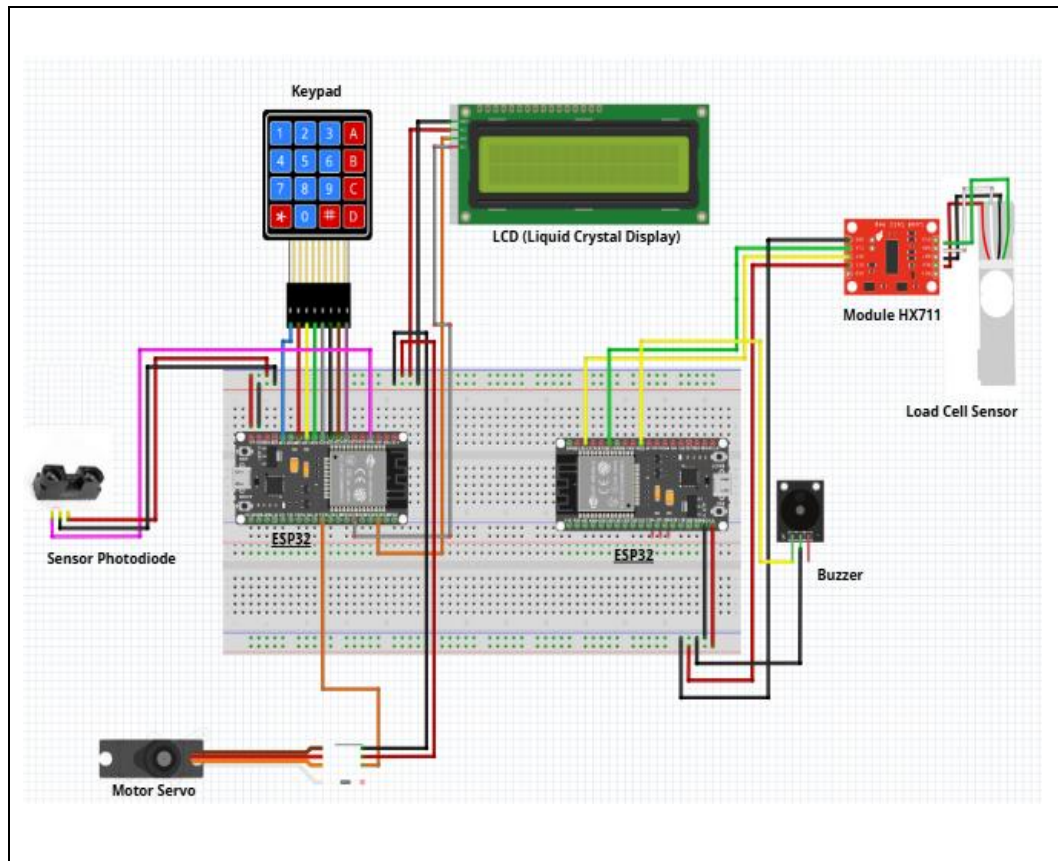 Keypad
1 2 3 A
4 5 6 B
7 8 9 C
* 0 # D
LCD (Liquid Crystal Display)
Module HX711
Load Cell Sensor
Sensor Photodiode
ESP32
ESP32
Buzzer
Motor Servo